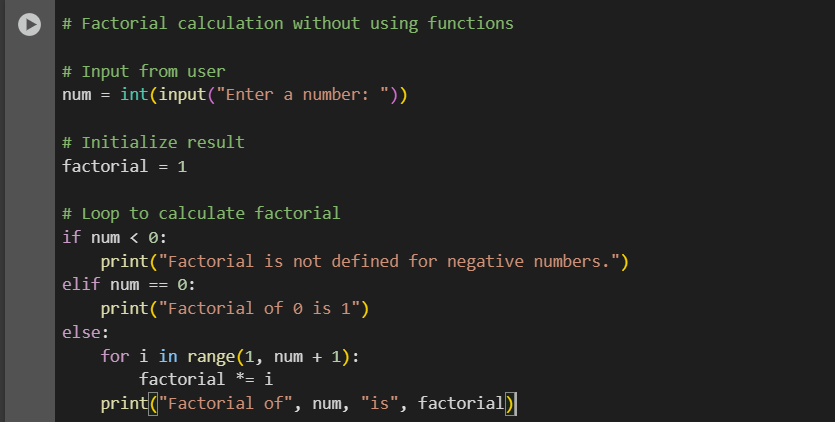 # Factorial calculation without using functions
# Input from user
num = int(input("Enter a number: "))
# Initialize result
factorial = 1
# Loop to calculate factorial
if num < 0:
    print("Factorial is not defined for negative numbers.")
elif num == 0:
    print("Factorial of 0 is 1")
else:
    for i in range(1, num + 1):
        factorial *= i
    print("Factorial of", num, "is", factorial)